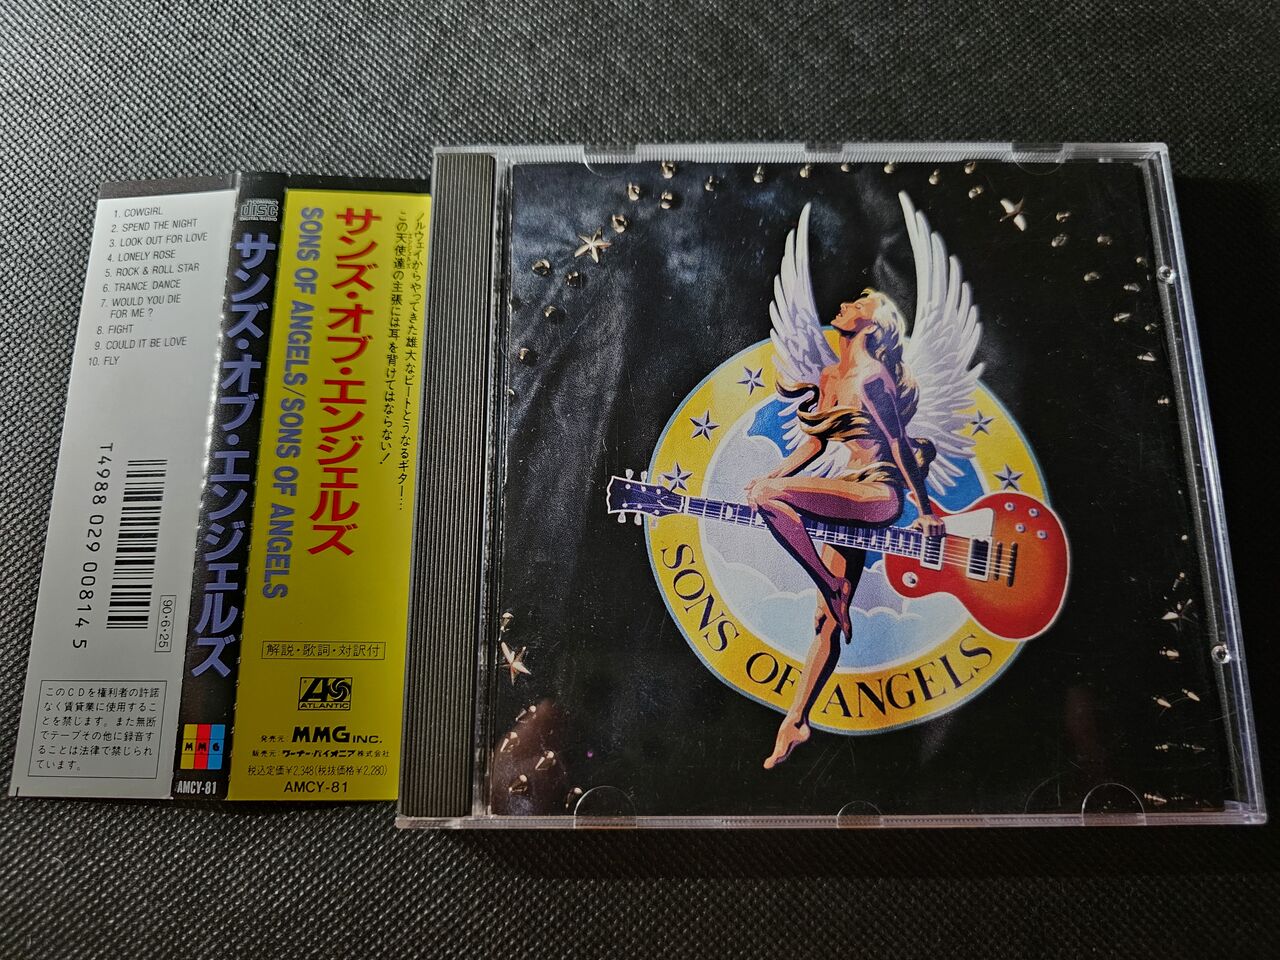 1. COWGIRL
2. SPEND THE NIGHT
3. LOOK OUT FOR LOVE
4. LONELY ROSE
5. ROCK & ROLL STAR
6. TRANCE DANCE
7. WOULD YOU DIE
FOR ME ?
8. FIGHT
9. COULD IT BE LOVE
10. FLY
T4988 029 00814 5
90・6・25
このCDを権利者の許諾
なく賃貸業に使用するこ
とを禁じます。また無断
でテープその他に録音す
ることは法律で禁じられ
ています。
COMPACT
disc
DIGITAL AUDIO
サンズ・オブ・エンジェルズ
MMG
AMCY-81
サンズ・オブ・エンジェルズ
SONS OF ANGELS/SONS OF ANGELS
ノルウェイからやってきた雄大なビートとうなるギター…
この天使達の主張には耳を背けてはならない!
解説・歌詞・対訳付
ATLANTIC
発売元 MMG INC.
販売元:ワーナー・パイオニア株式会社
税込定価¥2,348(税抜価格¥2,280)
AMCY-81
SONS OF ANGELS